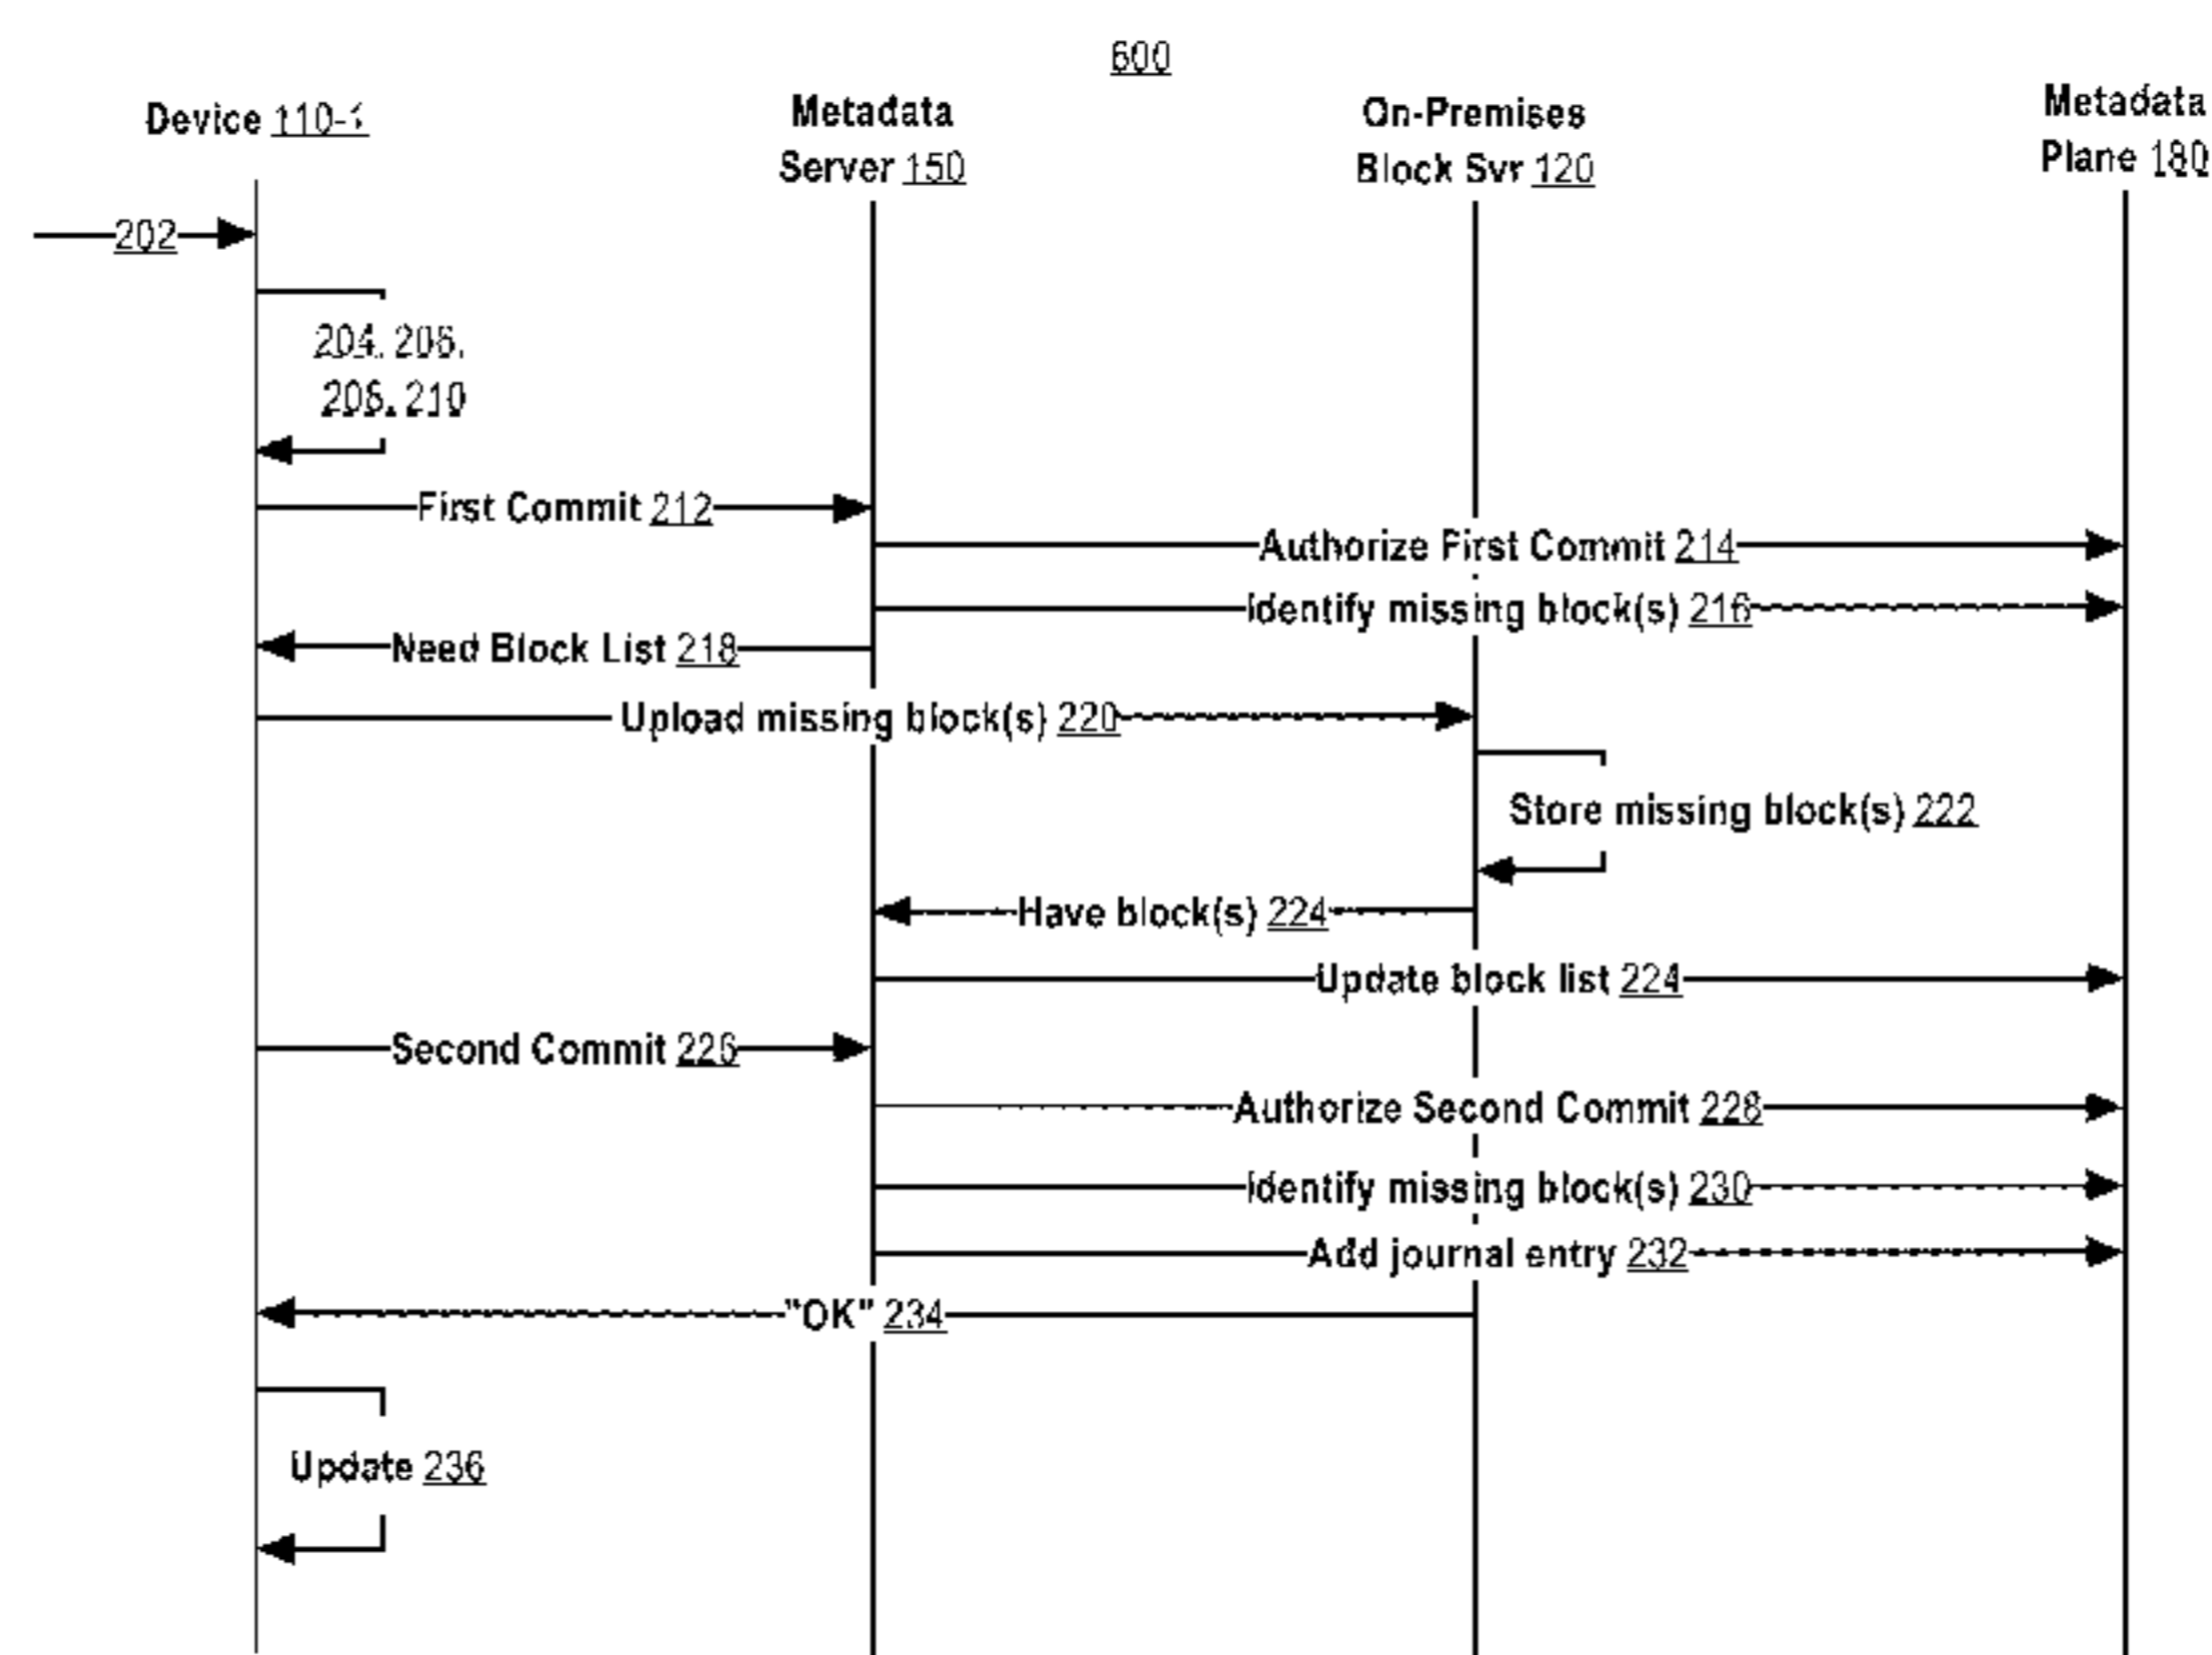 600
Device 110-1
Metadata
Server 150
On-Premises
Block Svr 120
Metadata
Plane 180
202
204, 206,
208, 210
First Commit 212
Authorize First Commit 214
Identify missing block(s) 216
Need Block List 218
Upload missing block(s) 220
Store missing block(s) 222
Have block(s) 224
Update block list 224
Second Commit 226
Authorize Second Commit 228
Identify missing block(s) 230
Add journal entry 232
"OK" 234
Update 236